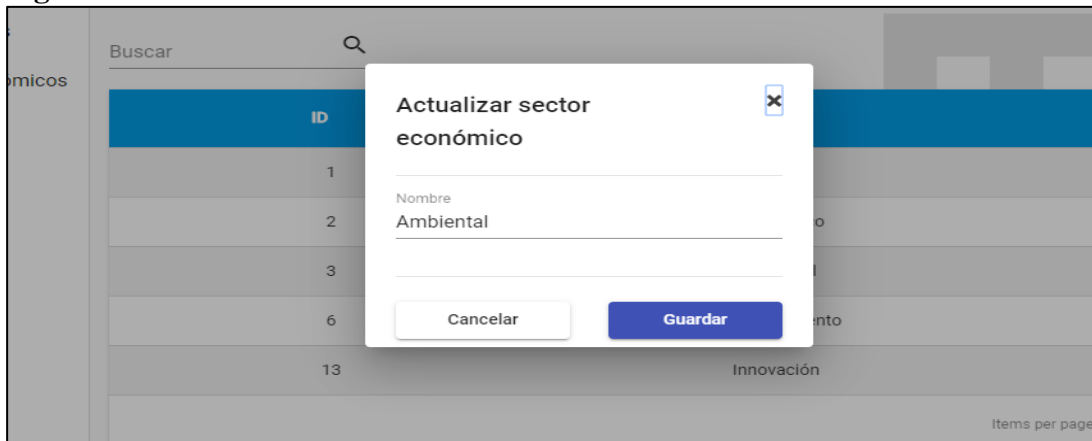 Buscar
ómicos
Actualizar sector
económico
×
ID
1
Nombre
Ambiental
2
o
3
l
6
Cancelar
Guardar
ento
13
Innovación
Items per page